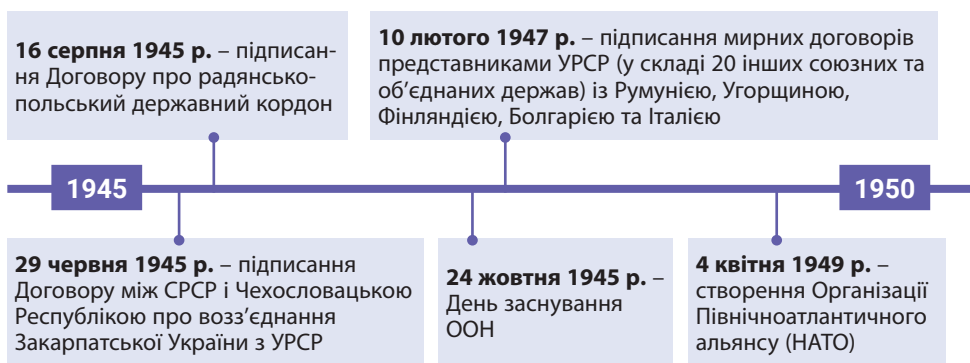 16 серпня 1945 р. – підписан-
ня Договору про радянсько-
польський державний кордон
10 лютого 1947 р. – підписання мирних договорів
представниками УРСР (у складі 20 інших союзних та
об’єднаних держав) із Румунією, Угорщиною,
Фінляндією, Болгарією та Італією
1945
1950
29 червня 1945 р. – підписання
Договору між СРСР і Чехословацькою
Республікою про возз’єднання
Закарпатської України з УРСР
24 жовтня 1945 р. –
День заснування
ООН
4 квітня 1949 р. –
створення Організації
Північноатлантичного
альянсу (НАТО)